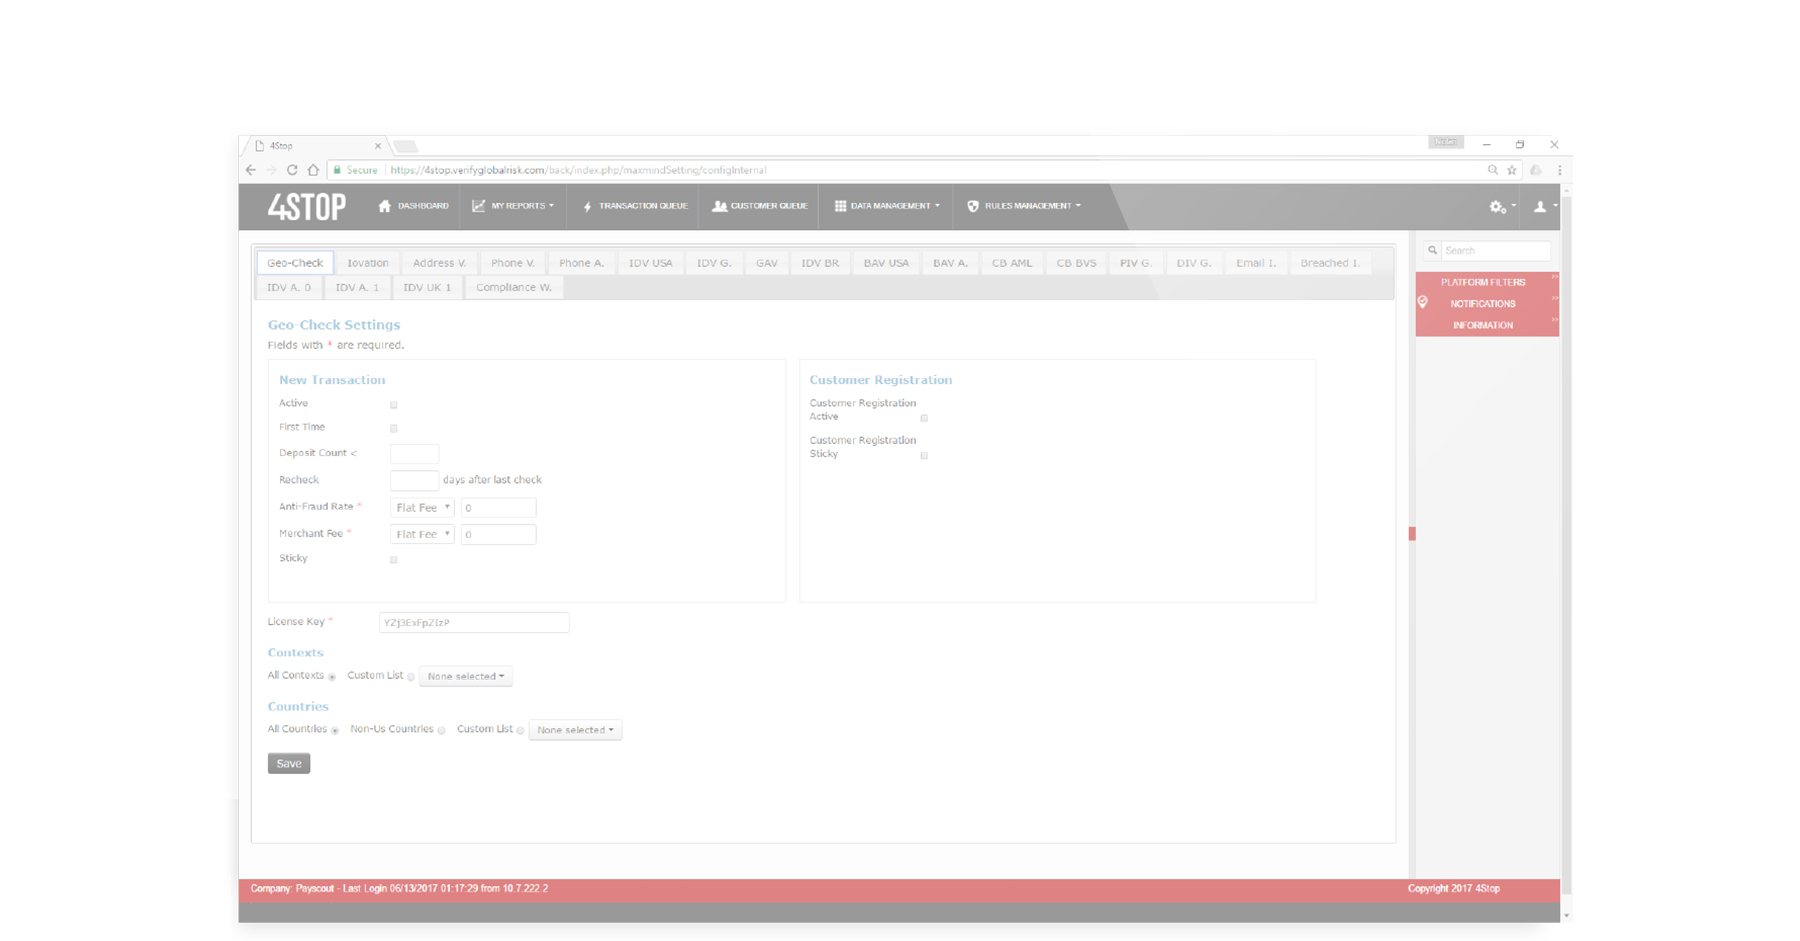 4Stop
Secure https://4stop.verifyglobalrisk.com/back/index.php/maxmindSetting/configInternal
4STOP DASHBOARD MY REPORTS TRANSACTION QUEUE CUSTOMER QUEUE DATA MANAGEMENT RULES MANAGEMENT
Search
Geo-Check Iovation Address V. Phone V. Phone A. IDV USA IDV G. GAV IDV BR BAV USA BAV A. CB AML CB BVS PIV G. DIV G. Email I. Breached I.
IDV A. 0 IDV A. 1 IDV UK 1 Compliance W.
PLATFORM FILTERS
NOTIFICATIONS
INFORMATION
Geo-Check Settings
Fields with * are required.
New Transaction
Active
First Time
Deposit Count <
Recheck days after last check
Anti-Fraud Rate * Flat Fee 0
Merchant Fee * Flat Fee 0
Sticky
Customer Registration
Customer Registration
Active
Customer Registration
Sticky
License Key * YZj3ExFpZIzP
Contexts
All Contexts Custom List None selected
Countries
All Countries Non-Us Countries Custom List None selected
Save
Company: Payscout - Last Login 06/13/2017 01:17:29 from 10.7.222.2 Copyright 2017 4Stop